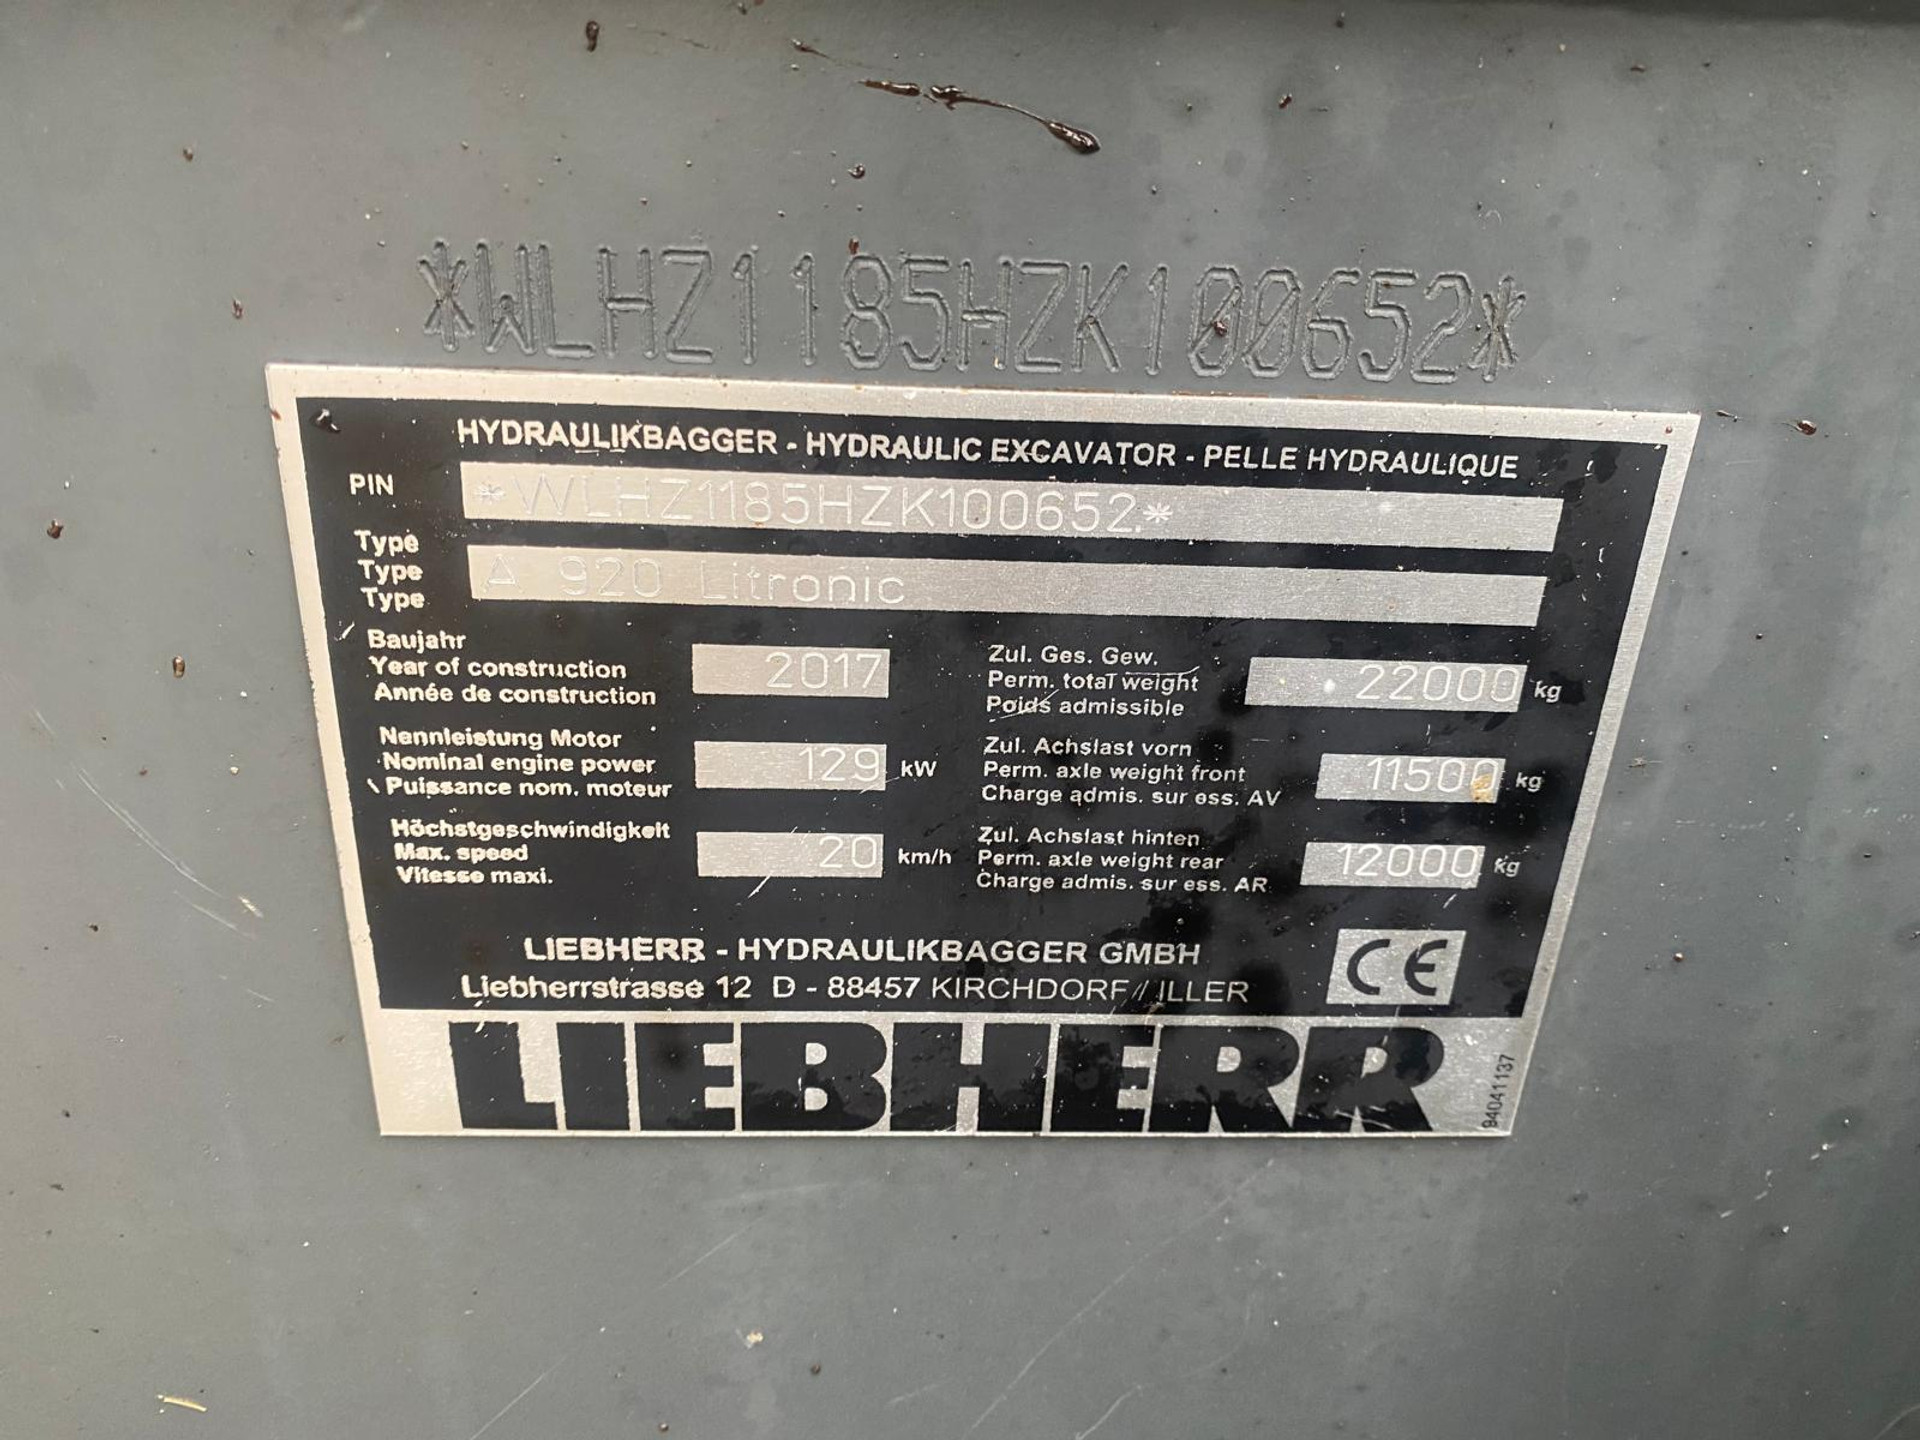 *WLHZ1185HZK100652*
HYDRAULIKBAGGER - HYDRAULIC EXCAVATOR - PELLE HYDRAULIQUE
PIN *WLHZ1185HZK100652*
Type
Type A 920 Litronic
Type
Baujahr
Year of construction 2017
Année de construction
Zul. Ges. Gew.
Perm. total weight 22000 kg
Poids admissible
Nennleistung Motor
Nominal engine power 129 kW
Puissance nom. moteur
Zul. Achslast vorn
Perm. axle weight front 11500 kg
Charge admis. sur ess. AV
Höchstgeschwindigkeit
Max. speed 20 km/h
Vitesse maxi.
Zul. Achslast hinten
Perm. axle weight rear 12000 kg
Charge admis. sur ess. AR
LIEBHERR - HYDRAULIKBAGGER GMBH
Liebherrstrasse 12 D - 88457 KIRCHDORF / ILLER
CE
LIEBHERR
94041137